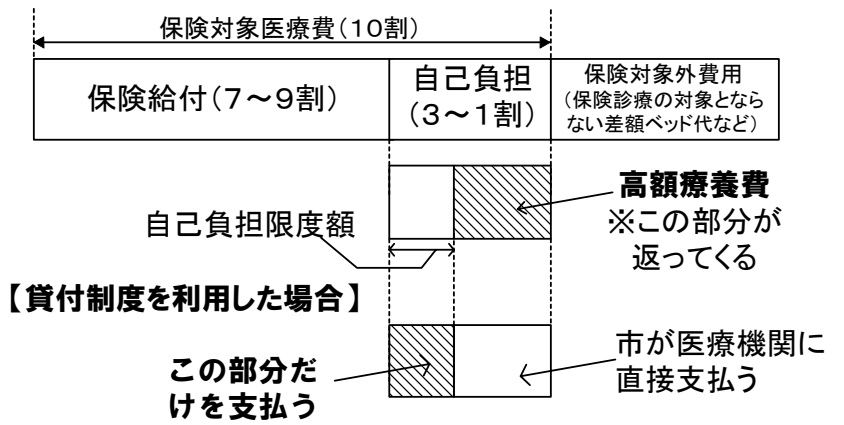 保険対象医療費(10割)
保険給付(7~9割)
自己負担
(3~1割)
保険対象外費用
(保険診療の対象となら
ない差額ベッド代など)
高額療養費
※この部分が
返ってくる
自己負担限度額
【貸付制度を利用した場合】
この部分だ
けを支払う
市が医療機関に
直接支払う